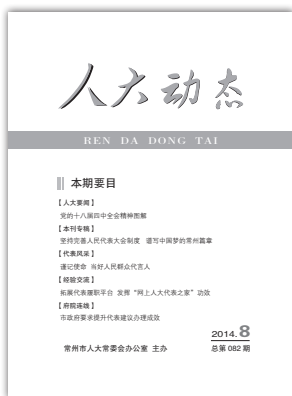 人大动态
REN DA DONG TAI
本期要目
【人大要闻】
党的十八届四中全会精神图解
【本刊专稿】
坚持完善人民代表大会制度 谱写中国梦的常州篇章
【代表风采】
谨记使命 当好人民群众代言人
【经验交流】
拓展代表履职平台 发挥“网上人大代表之家”功效
【府院连线】
市政府要求提升代表建议办理成效
2014.8
常州市人大常委会办公室 主办
总第 082 期